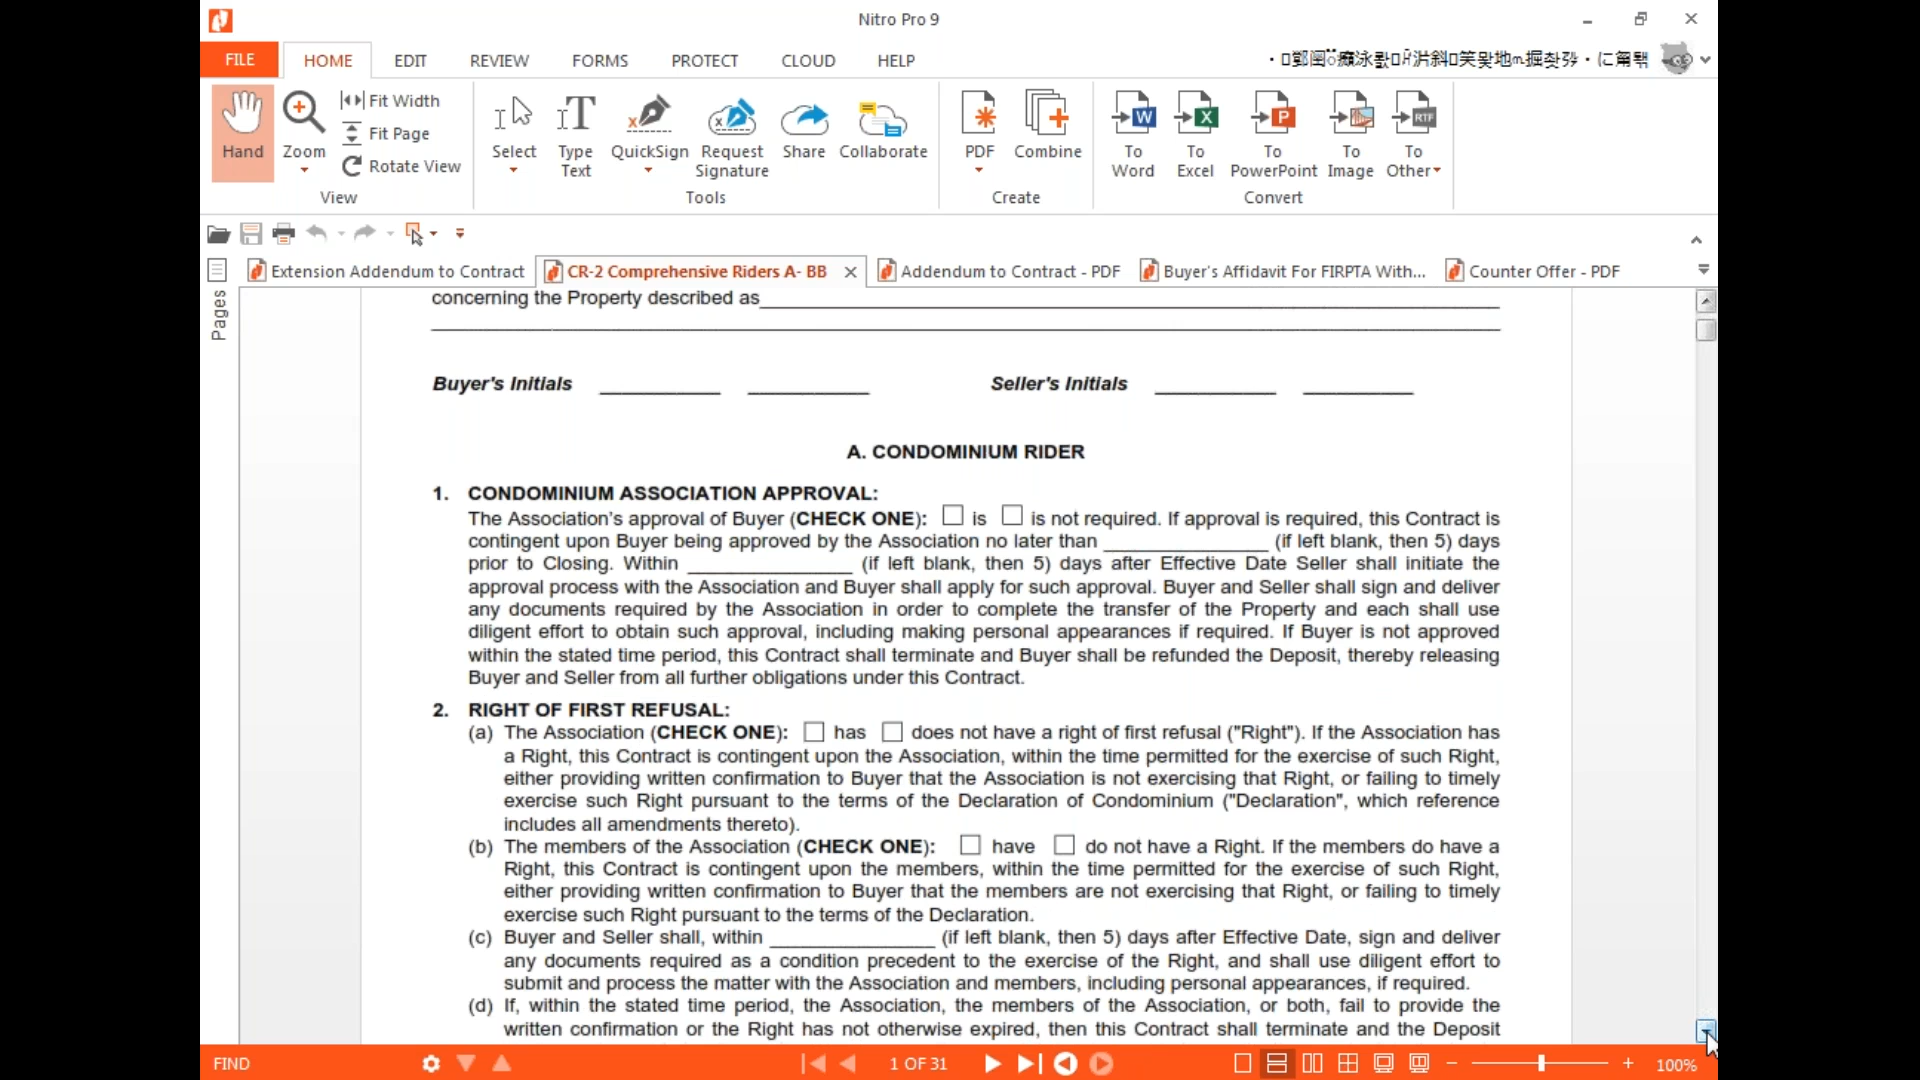 Nitro Pro 9
FILE HOME EDIT REVIEW FORMS PROTECT CLOUD HELP
Hand
Zoom
Fit Width
Fit Page
Rotate View
View
Select
Type Text
QuickSign
Request Signature
Share
Collaborate
Tools
PDF
Combine
Create
To Word
To Excel
To PowerPoint
To Image
To Other
Convert
Extension Addendum to Contract
CR-2 Comprehensive Riders A- BB
Addendum to Contract - PDF
Buyer's Affidavit For FIRPTA With...
Counter Offer - PDF
Pages
concerning the Property described as
Buyer's Initials Seller's Initials
A. CONDOMINIUM RIDER
1. CONDOMINIUM ASSOCIATION APPROVAL:
The Association's approval of Buyer (CHECK ONE): ☐ is ☐ is not required. If approval is required, this Contract is
contingent upon Buyer being approved by the Association no later than ________________ (if left blank, then 5) days
prior to Closing. Within ________________ (if left blank, then 5) days after Effective Date Seller shall initiate the
approval process with the Association and Buyer shall apply for such approval. Buyer and Seller shall sign and deliver
any documents required by the Association in order to complete the transfer of the Property and each shall use
diligent effort to obtain such approval, including making personal appearances if required. If Buyer is not approved
within the stated time period, this Contract shall terminate and Buyer shall be refunded the Deposit, thereby releasing
Buyer and Seller from all further obligations under this Contract.
2. RIGHT OF FIRST REFUSAL:
(a) The Association (CHECK ONE): ☐ has ☐ does not have a right of first refusal ("Right"). If the Association has
a Right, this Contract is contingent upon the Association, within the time permitted for the exercise of such Right,
either providing written confirmation to Buyer that the Association is not exercising that Right, or failing to timely
exercise such Right pursuant to the terms of the Declaration of Condominium ("Declaration", which reference
includes all amendments thereto).
(b) The members of the Association (CHECK ONE): ☐ have ☐ do not have a Right. If the members do have a
Right, this Contract is contingent upon the members, within the time permitted for the exercise of such Right,
either providing written confirmation to Buyer that the members are not exercising that Right, or failing to timely
exercise such Right pursuant to the terms of the Declaration.
(c) Buyer and Seller shall, within ________________ (if left blank, then 5) days after Effective Date, sign and deliver
any documents required as a condition precedent to the exercise of the Right, and shall use diligent effort to
submit and process the matter with the Association and members, including personal appearances, if required.
(d) If, within the stated time period, the Association, the members of the Association, or both, fail to provide the
written confirmation or the Right has not otherwise expired, then this Contract shall terminate and the Deposit
FIND
1 OF 31
100%